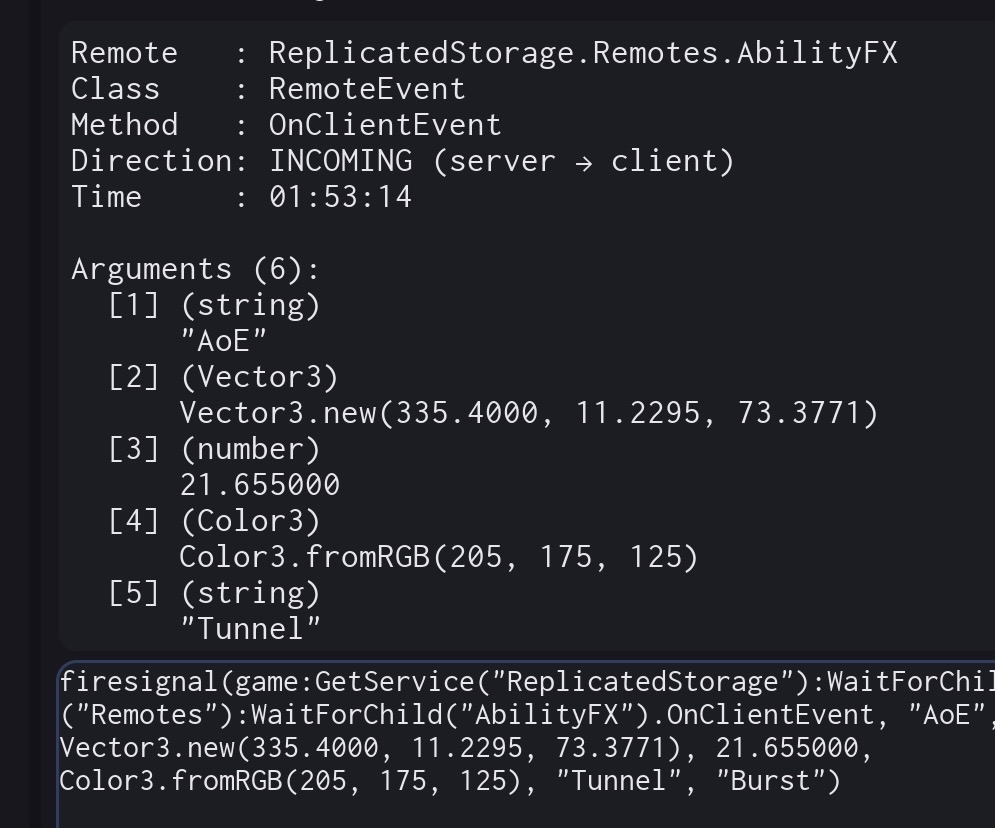 Remote   : ReplicatedStorage.Remotes.AbilityFX
Class    : RemoteEvent
Method   : OnClientEvent
Direction: INCOMING (server → client)
Time     : 01:53:14
Arguments (6):
[1] (string)
"AoE"
[2] (Vector3)
Vector3.new(335.4000, 11.2295, 73.3771)
[3] (number)
21.655000
[4] (Color3)
Color3.fromRGB(205, 175, 125)
[5] (string)
"Tunnel"
firesignal(game:GetService("ReplicatedStorage"):WaitForChil
("Remotes"):WaitForChild("AbilityFX").OnClientEvent, "AoE",
Vector3.new(335.4000, 11.2295, 73.3771), 21.655000,
Color3.fromRGB(205, 175, 125), "Tunnel", "Burst")